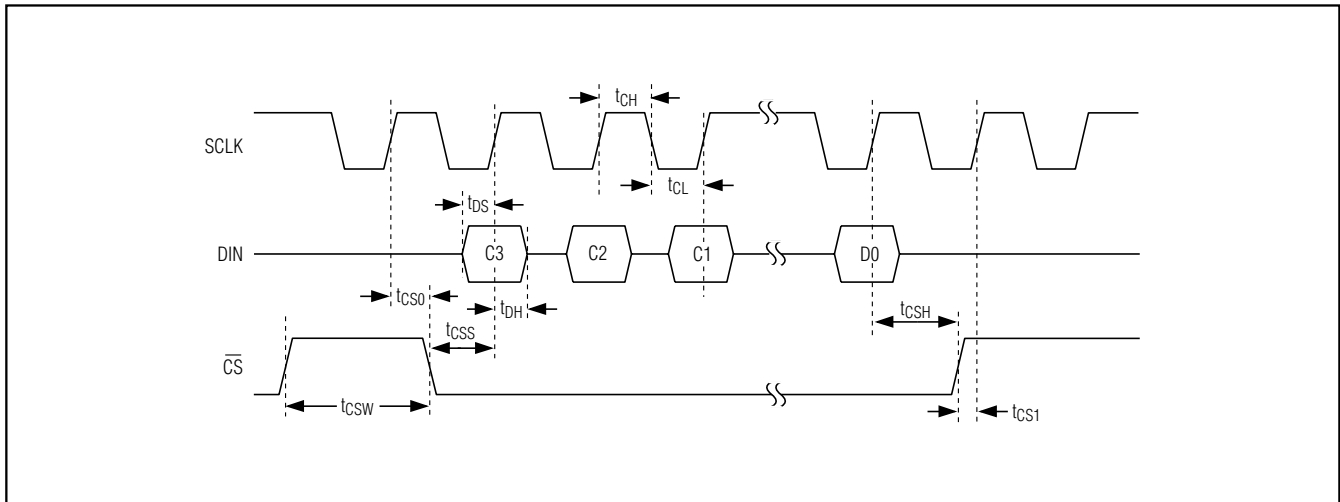 tCH
SCLK
tCL
tDS
DIN
C3
C2
C1
D0
tCS0
tDH
tCSH
tCSS
CS
tCSW
tCS1